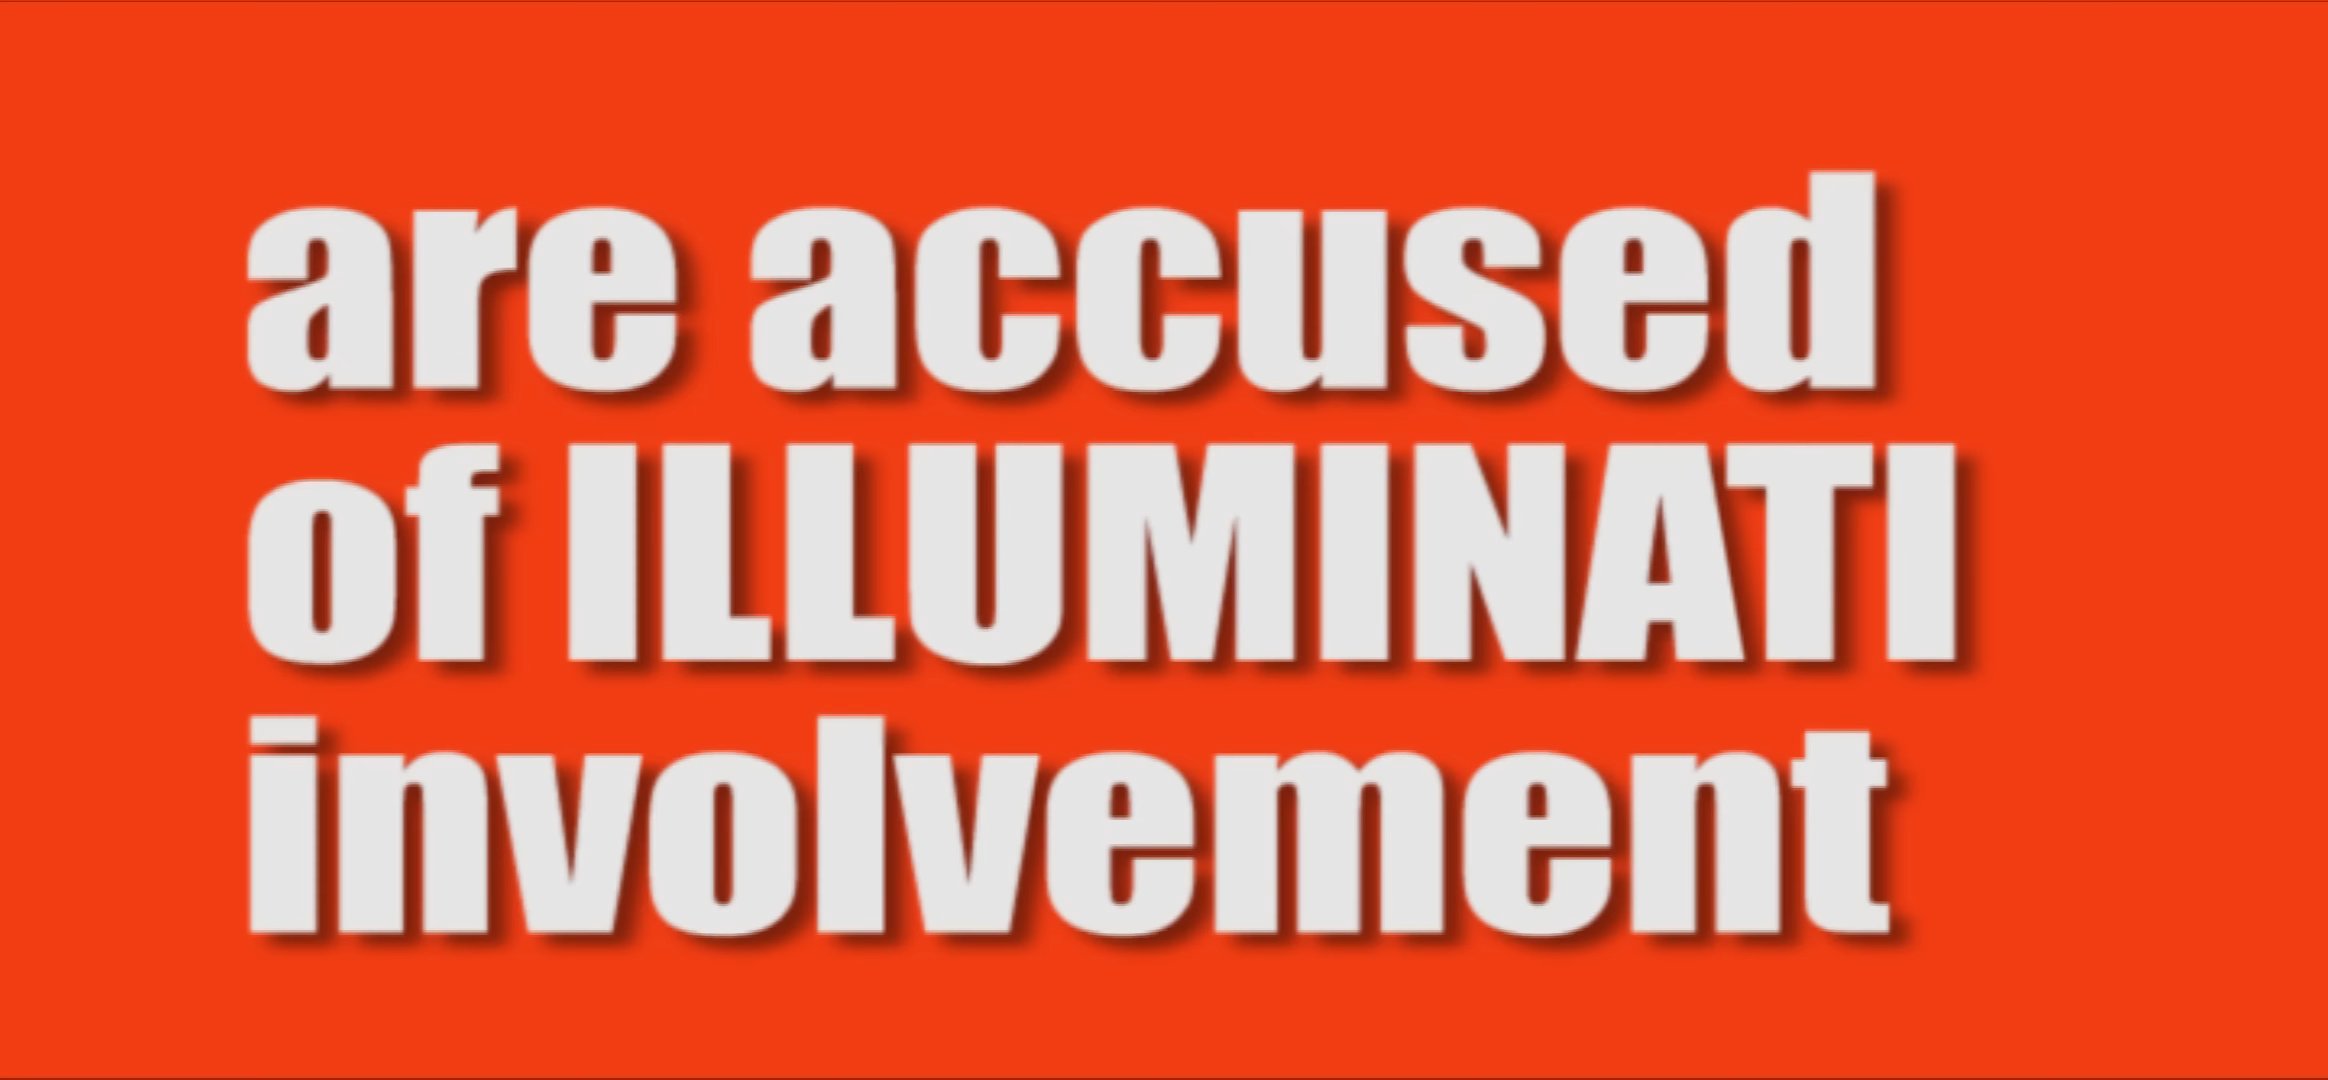 are accused
of ILLUMINATI
involvement